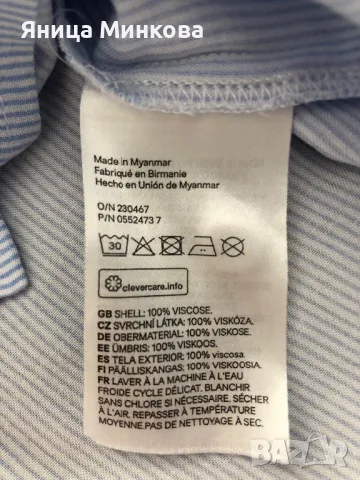 Яница Минкова
Made in Myanmar
Fabriqué en Birmanie
Hecho en Unión de Myanmar
O/N 230467
P/N 0552473 7
30
clevercare.info
GB SHELL: 100% VISCOSE.
CZ SVRCHNÍ LÁTKA: 100% VISKÓZA.
DE OBERMATERIAL: 100% VISKOSE.
EE ÜMBRIS: 100% VISKOOS.
ES TELA EXTERIOR: 100% viscosa
FI PÄÄLLISKANGAS: 100% VISKOOSIA.
FR LAVER À LA MACHINE À L'EAU
FROIDE CYCLE DÉLICAT. BLANCHIR
SANS CHLORE SI NÉCESSAIRE. SÉCHER
À L'AIR. REPASSER À TEMPÉRATURE
MOYENNE.PAS DE NETTOYAGE À SEC.
BAZAR